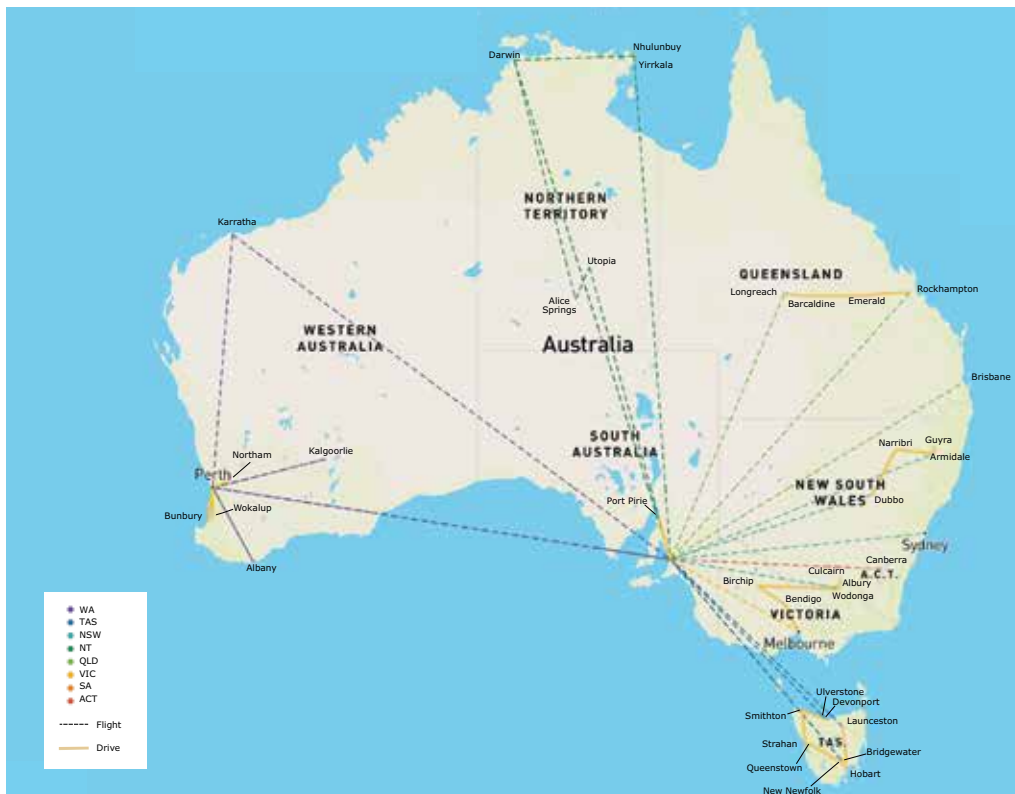 Nhulunbuy
Darwin
Yirrkala
NORTHERN
TERRITORY
Karratha
Utopia
QUEENSLAND
Longreach
Rockhampton
Barcaldine
Emerald
Alice
Springs
WESTERN
AUSTRALIA
Australia
Brisbane
SOUTH
AUSTRALIA
Narribri
Guyra
Armidale
Northam
Kalgoorlie
Perth
NEW SOUTH
WALES
Port Pirie
Dubbo
Bunbury
Wokalup
Sydney
Albany
Canberra
Culcairn
A.C.T.
Birchip
Albury
Bendigo
Wodonga
VICTORIA
Melbourne
WA
TAS
NSW
NT
QLD
VIC
SA
ACT
Flight
Drive
Ulverstone
Devonport
Smithton
Launceston
Strahan
TAS.
Bridgewater
Queenstown
Hobart
New Newfolk